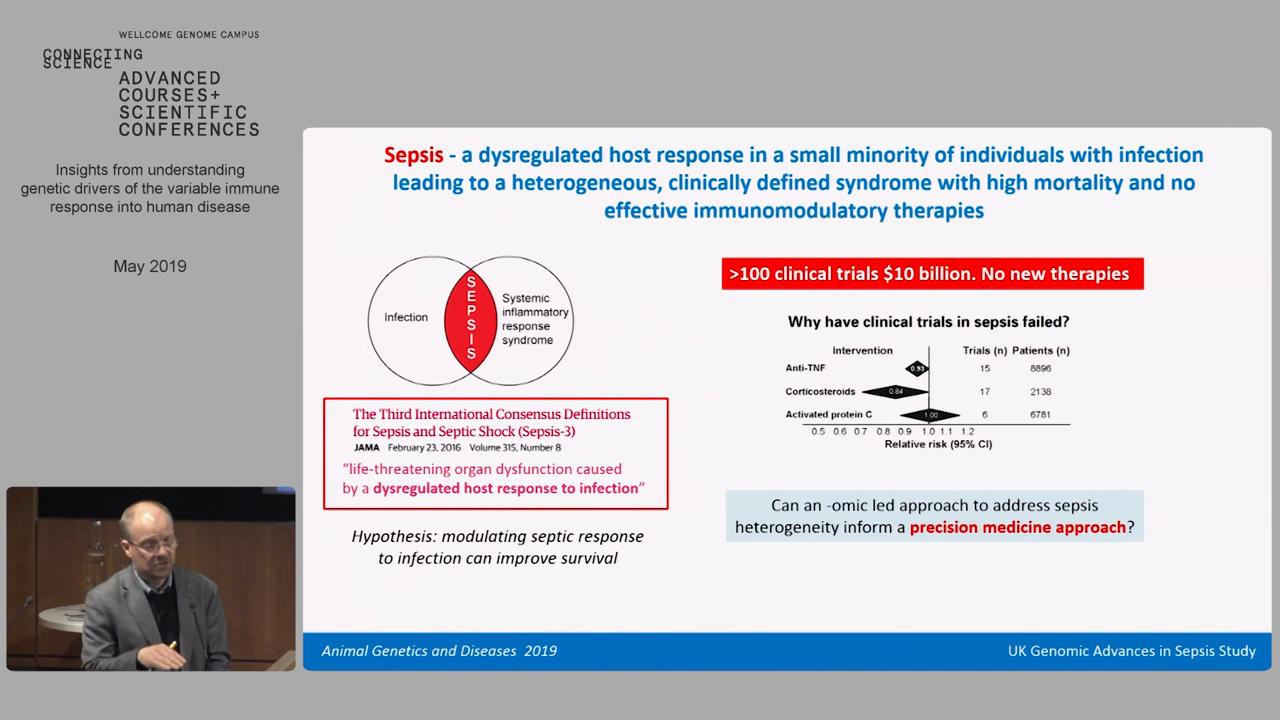 WELLCOME GENOME CAMPUS
CONNECTING
SCIENCE
ADVANCED
COURSES+
SCIENTIFIC
CONFERENCES
Insights from understanding
genetic drivers of the variable immune
response into human disease
May 2019
Sepsis - a dysregulated host response in a small minority of individuals with infection
leading to a heterogeneous, clinically defined syndrome with high mortality and no
effective immunomodulatory therapies
Infection
SEPSIS
Systemic
inflammatory
response
syndrome
The Third International Consensus Definitions
for Sepsis and Septic Shock (Sepsis-3)
JAMA February 23, 2016 Volume 315, Number 8
“life-threatening organ dysfunction caused
by a dysregulated host response to infection”
Hypothesis: modulating septic response
to infection can improve survival
>100 clinical trials $10 billion. No new therapies
Why have clinical trials in sepsis failed?
Intervention Trials (n) Patients (n)
Anti-TNF 0.93 15 8896
Corticosteroids 0.84 17 2138
Activated protein C 1.00 6 6781
0.5 0.6 0.7 0.8 0.9 1.0 1.1 1.2
Relative risk (95% CI)
Can an -omic led approach to address sepsis
heterogeneity inform a precision medicine approach?
Animal Genetics and Diseases 2019
UK Genomic Advances in Sepsis Study